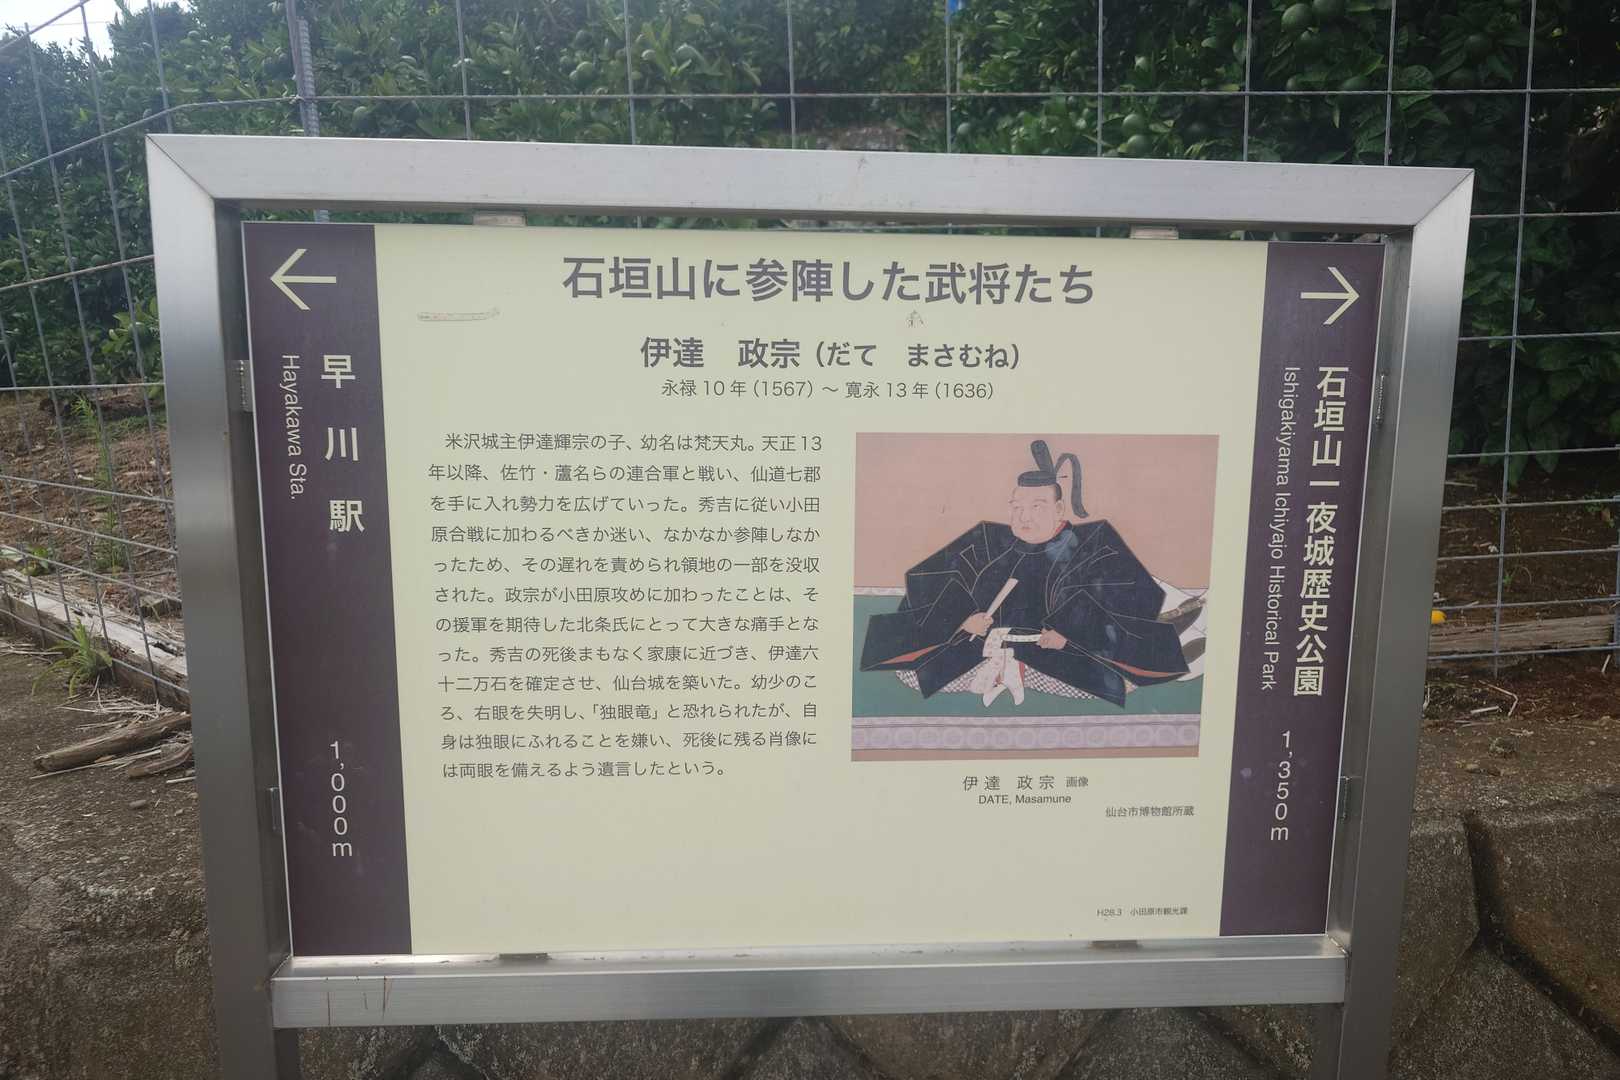 石垣山に参陣した武将たち
伊達 政宗（だて まさむね）
永禄10年（1567）〜寛永13年（1636）
米沢城主伊達輝宗の子、幼名は梵天丸。天正13
年以降、佐竹・蘆名らの連合軍と戦い、仙道七郡
を手に入れ勢力を広げていった。秀吉に従い小田
原合戦に加わるべきか迷い、なかなか参陣しなか
ったため、その遅れを責められ領地の一部を没収
された。政宗が小田原攻めに加わったことは、そ
の援軍を期待した北条氏にとって大きな痛手とな
った。秀吉の死後まもなく家康に近づき、伊達六
十二万石を確定させ、仙台城を築いた。幼少のこ
ろ、右眼を失明し、「独眼竜」と恐れられたが、自
身は独眼にふれることを嫌い、死後に残る肖像に
は両眼を備えるよう遺言したという。
伊達 政宗 画像
DATE, Masamune
仙台市博物館所蔵
H28.3 小田原市観光課
←
早川駅
Hayakawa Sta.
1,000m
→
石垣山一夜城歴史公園
Ishigakiyama Ichiyajo Historical Park
1,350m